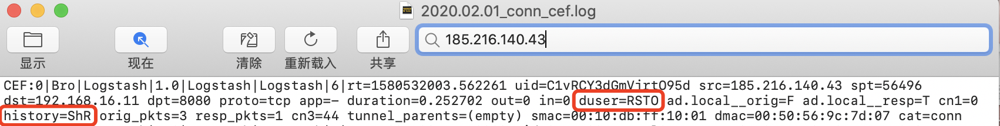 2020.02.01_conn_cef.log
185.216.140.43
显示 现在 清除 重新载入 共享
CEF:0|Bro|Logstash|1.0|Logstash|Logstash|6|rt=1580532003.562261 uid=C1vRCY3dGmVjrtO95d src=185.216.140.43 spt=56496
dst=192.168.16.11 dpt=8080 proto=tcp app=- duration=0.252702 out=0 in=0 duser=RSTO ad.local__orig=F ad.local__resp=T cn1=0
history=ShR orig_pkts=3 resp_pkts=1 cn3=44 tunnel_parents=(empty) smac=00:10:db:ff:10:01 dmac=00:50:56:9c:7d:07 cat=conn